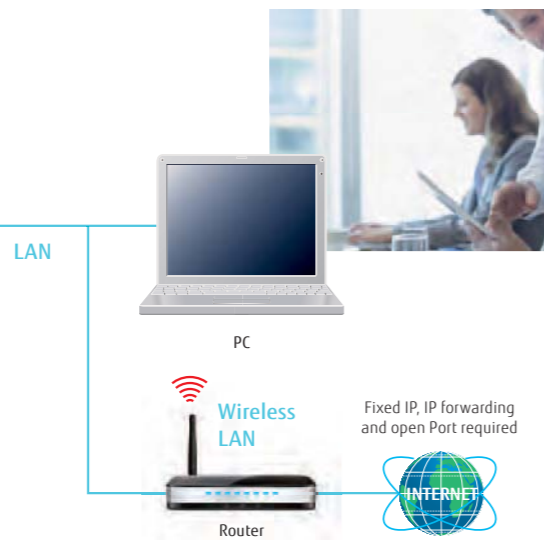 LAN
PC
Wireless
LAN
Fixed IP, IP forwarding
and open Port required
INTERNET
Router